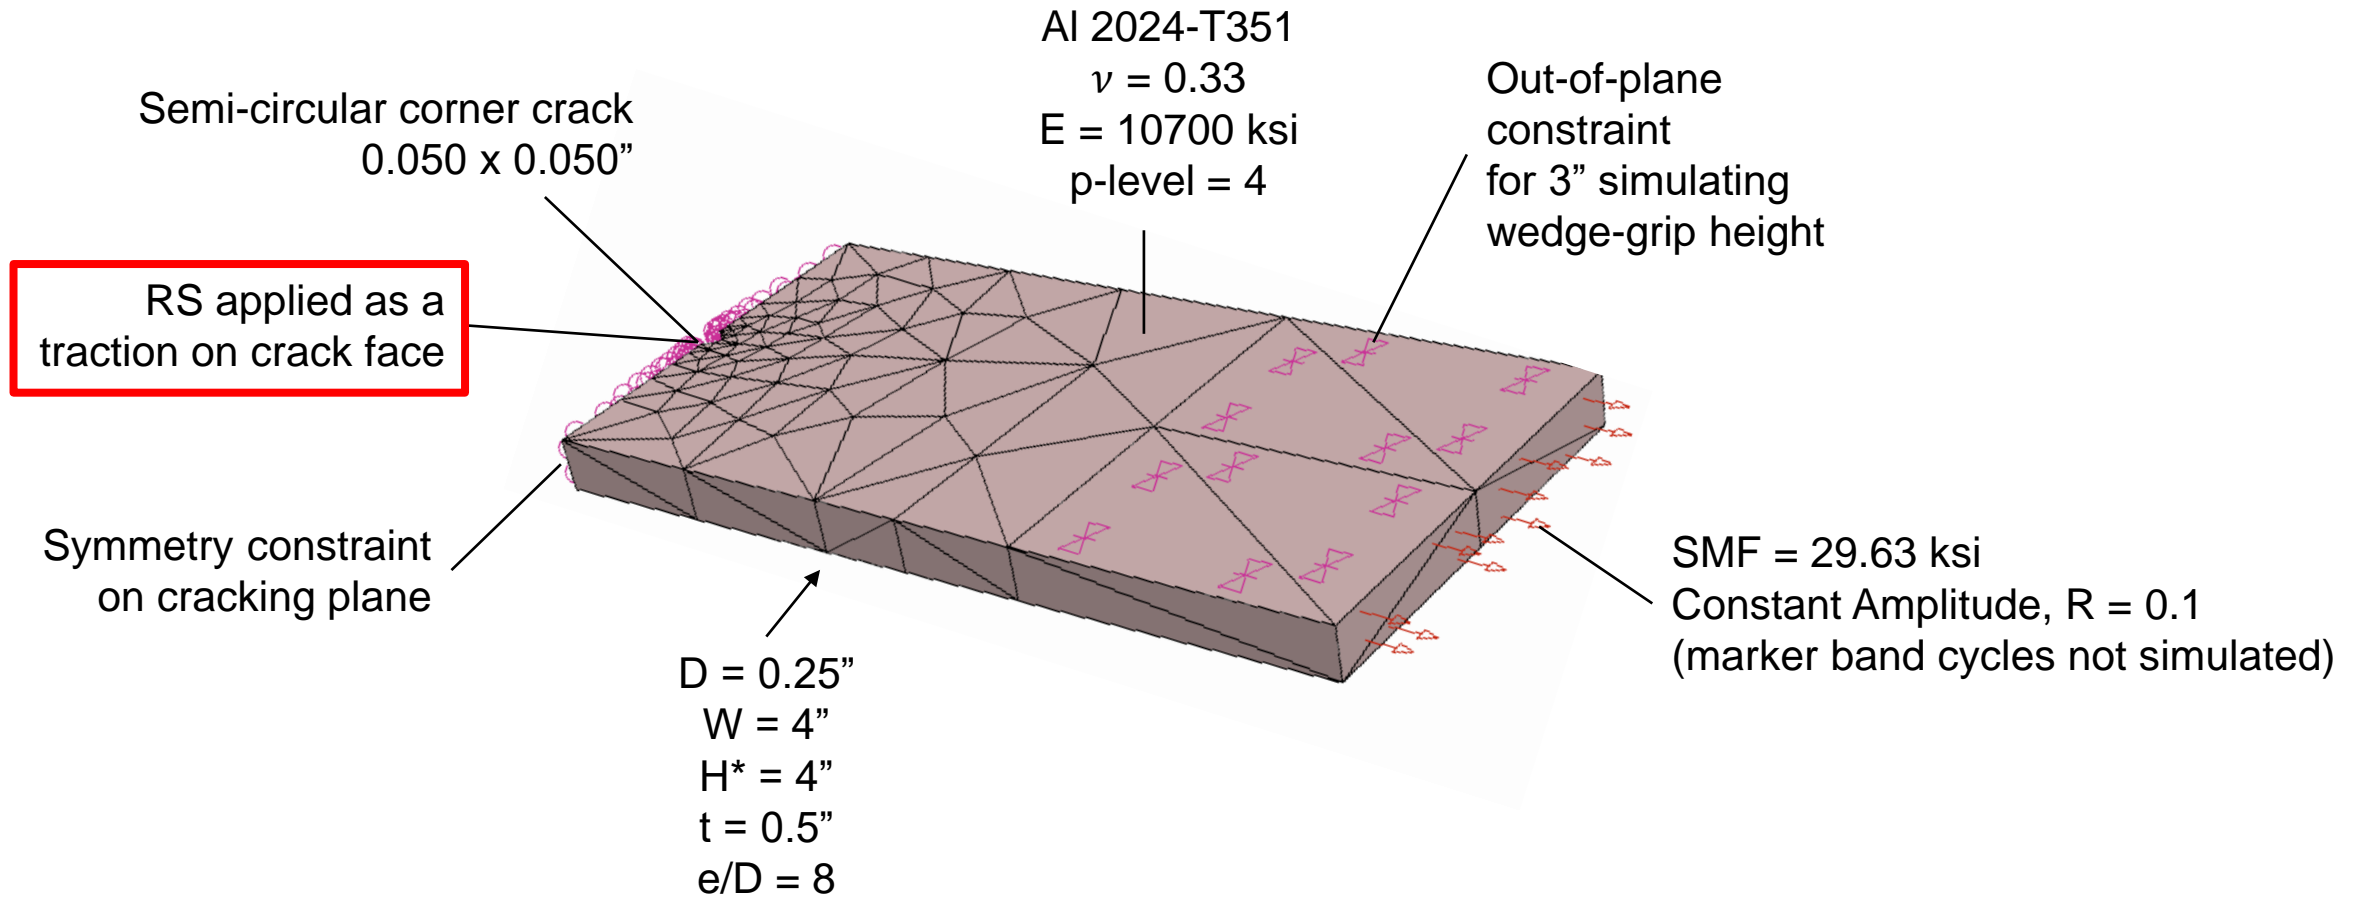 Al 2024-T351
ν = 0.33
E = 10700 ksi
p-level = 4
Out-of-plane
constraint
for 3” simulating
wedge-grip height
Semi-circular corner crack
0.050 x 0.050”
RS applied as a
traction on crack face
Symmetry constraint
on cracking plane
D = 0.25”
W = 4”
H* = 4”
t = 0.5”
e/D = 8
SMF = 29.63 ksi
Constant Amplitude, R = 0.1
(marker band cycles not simulated)